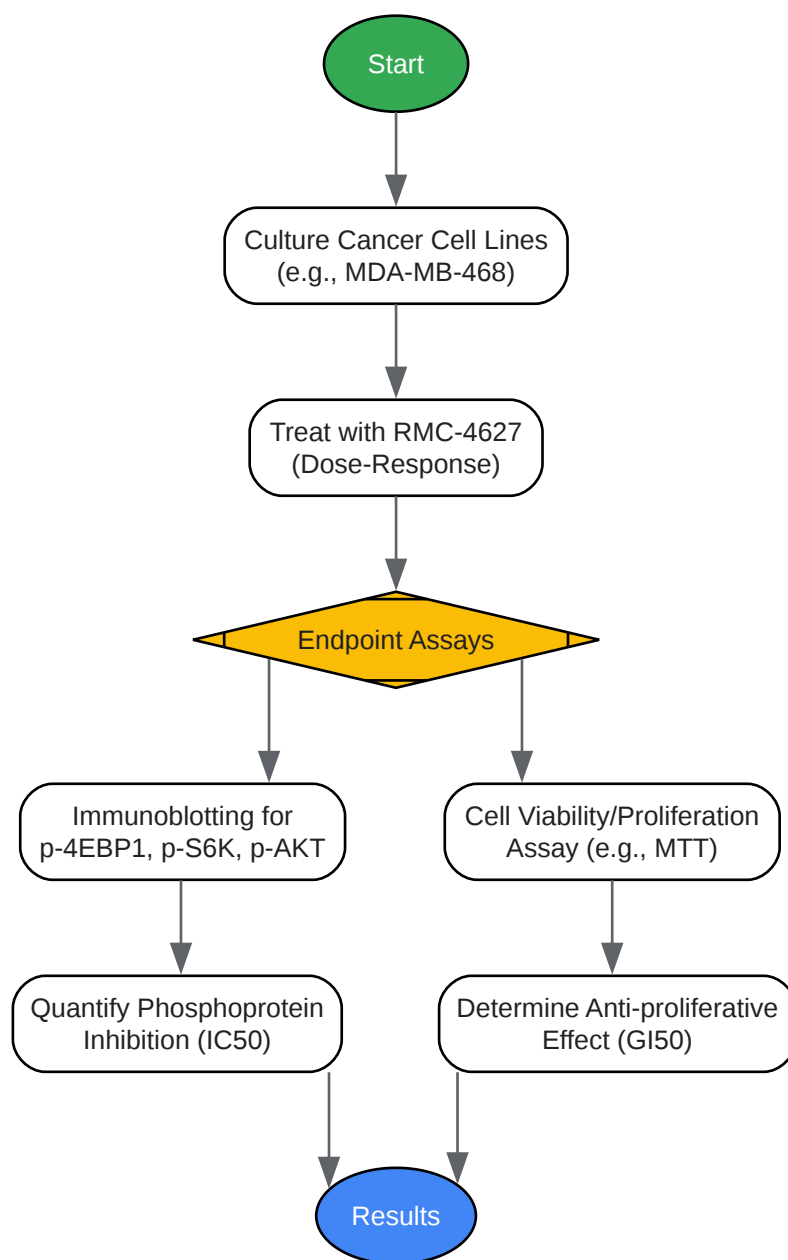 Start
Culture Cancer Cell Lines
(e.g., MDA-MB-468)
Treat with RMC-4627
(Dose-Response)
Endpoint Assays
Immunoblotting for
p-4EBP1, p-S6K, p-AKT
Cell Viability/Proliferation
Assay (e.g., MTT)
Quantify Phosphoprotein
Inhibition (IC50)
Determine Anti-proliferative
Effect (GI50)
Results